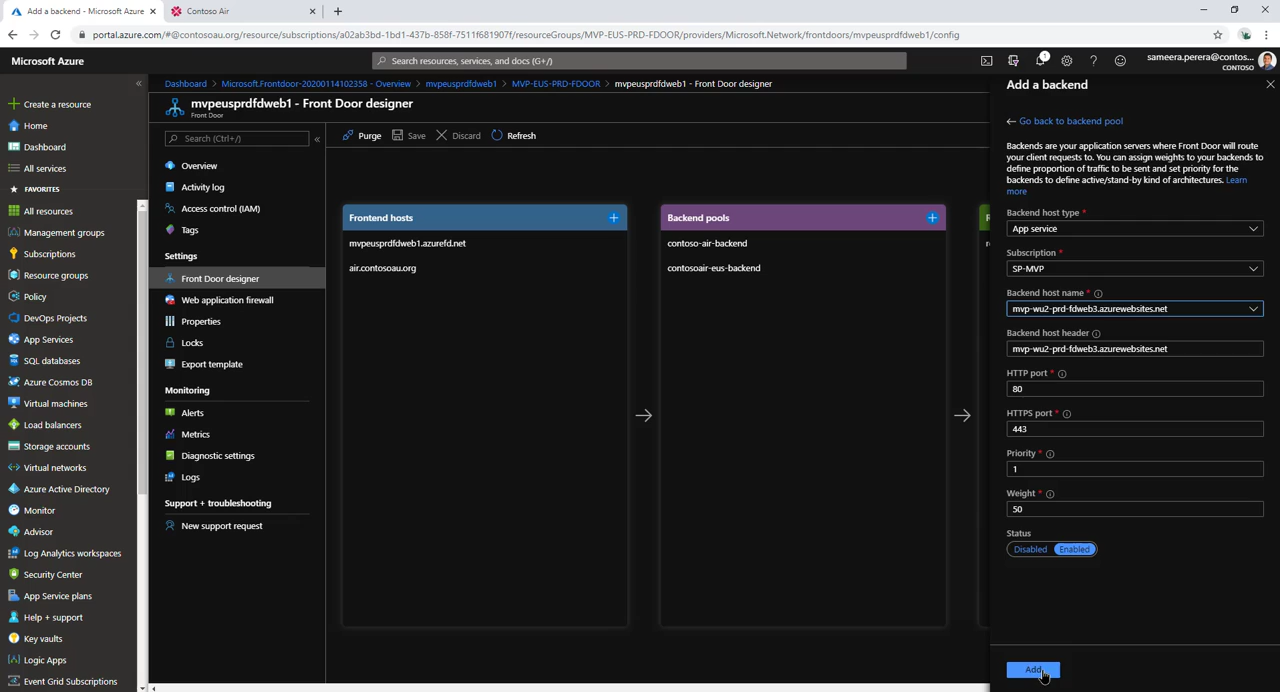 Add a backend - Microsoft Azure
Contoso Air
portal.azure.com/#@contosoau.org/resource/subscriptions/a02ab3bd-1bd1-437b-858f-7511f681907f/resourceGroups/MVP-EUS-PRD-FDOOR/providers/Microsoft.Network/frontdoors/mvpeusprdfdweb1/config
Microsoft Azure
Search resources, services, and docs (G+/)
1
sameera.perera@contos...
CONTOSO
Create a resource
Home
Dashboard
All services
FAVORITES
All resources
Management groups
Subscriptions
Resource groups
Policy
DevOps Projects
App Services
SQL databases
Azure Cosmos DB
Virtual machines
Load balancers
Storage accounts
Virtual networks
Azure Active Directory
Monitor
Advisor
Log Analytics workspaces
Security Center
App Service plans
Help + support
Key vaults
Logic Apps
Event Grid Subscriptions
Dashboard > Microsoft.Frontdoor-20200114102358 - Overview > mvpeusprdfdweb1 > MVP-EUS-PRD-FDOOR > mvpeusprdfdweb1 - Front Door designer
mvpeusprdfdweb1 - Front Door designer
Front Door
Search (Ctrl+/)
Overview
Activity log
Access control (IAM)
Tags
Settings
Front Door designer
Web application firewall
Properties
Locks
Export template
Monitoring
Alerts
Metrics
Diagnostic settings
Logs
Support + troubleshooting
New support request
Purge
Save
Discard
Refresh
Frontend hosts
mvpeusprdfdweb1.azurefd.net
air.contosoau.org
Backend pools
contoso-air-backend
contosoair-eus-backend
Add a backend
Go back to backend pool
Backends are your application servers where Front Door will route
your client requests to. You can assign weights to your backends to
define proportion of traffic to be sent and set priority for the
backends to define active/stand-by kind of architectures. Learn
more
Backend host type *
App service
Subscription *
SP-MVP
Backend host name *
mvp-wu2-prd-fdweb3.azurewebsites.net
Backend host header
mvp-wu2-prd-fdweb3.azurewebsites.net
HTTP port *
80
HTTPS port *
443
Priority *
1
Weight *
50
Status
Disabled Enabled
Add